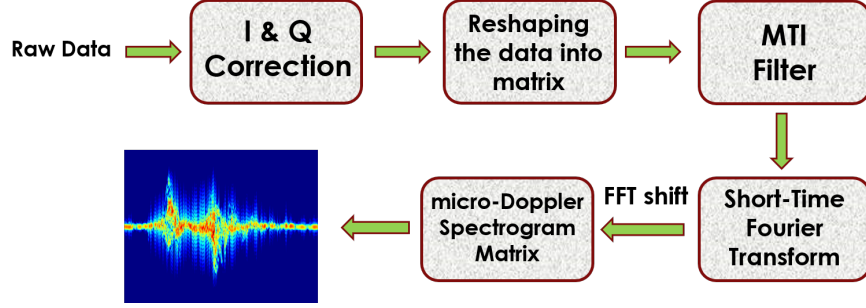 Raw Data
I & Q
Correction
Reshaping
the data into
matrix
MTI
Filter
Short-Time
Fourier
Transform
FFT shift
micro-Doppler
Spectrogram
Matrix